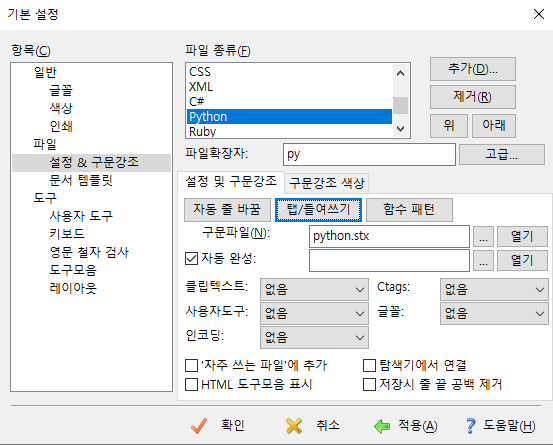 기본 설정
항목(C)
일반
글꼴
색상
인쇄
파일
설정 & 구문강조
문서 템플릿
도구
사용자 도구
키보드
영문 철자 검사
도구모음
레이아웃
파일 종류(F)
CSS
XML
C#
Python
Ruby
추가(D)...
제거(R)
위 아래
파일확장자: py 고급...
설정 및 구문강조 구문강조 색상
자동 줄 바꿈 탭/들여쓰기 함수 패턴
구문파일(N): python.stx ... 열기
자동 완성: ... 열기
클립텍스트: 없음 Ctags: 없음
사용자도구: 없음 글꼴: 없음
인코딩: 없음
'자주 쓰는 파일'에 추가 탐색기에서 연결
HTML 도구모음 표시 저장시 줄 끝 공백 제거
확인 취소 적용(A) ? 도움말(H)